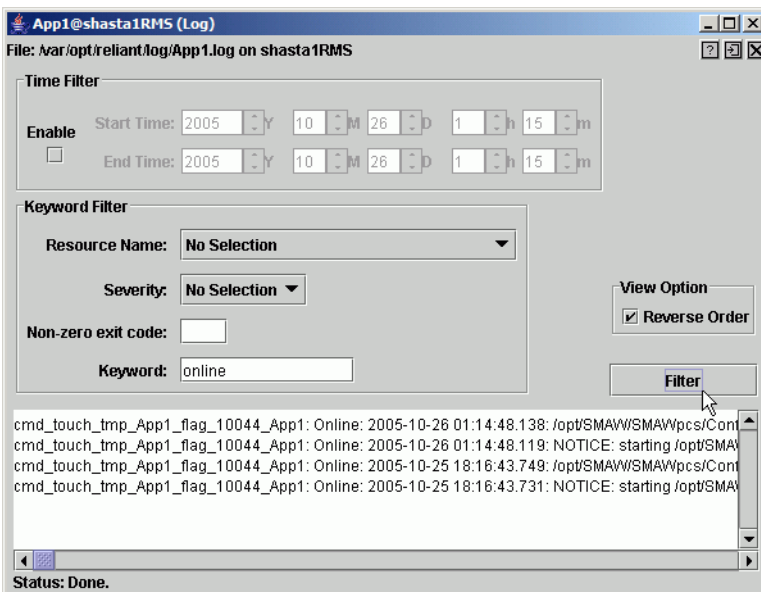 App1@shasta1RMS (Log)
File: /var/opt/reliant/log/App1.log on shasta1RMS
Time Filter
Enable
Start Time: 2005 Y 10 M 26 D 1 h 15 m
End Time: 2005 Y 10 M 26 D 1 h 15 m
Keyword Filter
Resource Name: No Selection
Severity: No Selection
Non-zero exit code:
Keyword: online
View Option
Reverse Order
Filter
cmd_touch_tmp_App1_flag_10044_App1: Online: 2005-10-26 01:14:48.138: /opt/SMAW/SMAWpcs/Conf
cmd_touch_tmp_App1_flag_10044_App1: Online: 2005-10-26 01:14:48.119: NOTICE: starting /opt/SMAW
cmd_touch_tmp_App1_flag_10044_App1: Online: 2005-10-25 18:16:43.749: /opt/SMAW/SMAWpcs/Conf
cmd_touch_tmp_App1_flag_10044_App1: Online: 2005-10-25 18:16:43.731: NOTICE: starting /opt/SMAW
Status: Done.